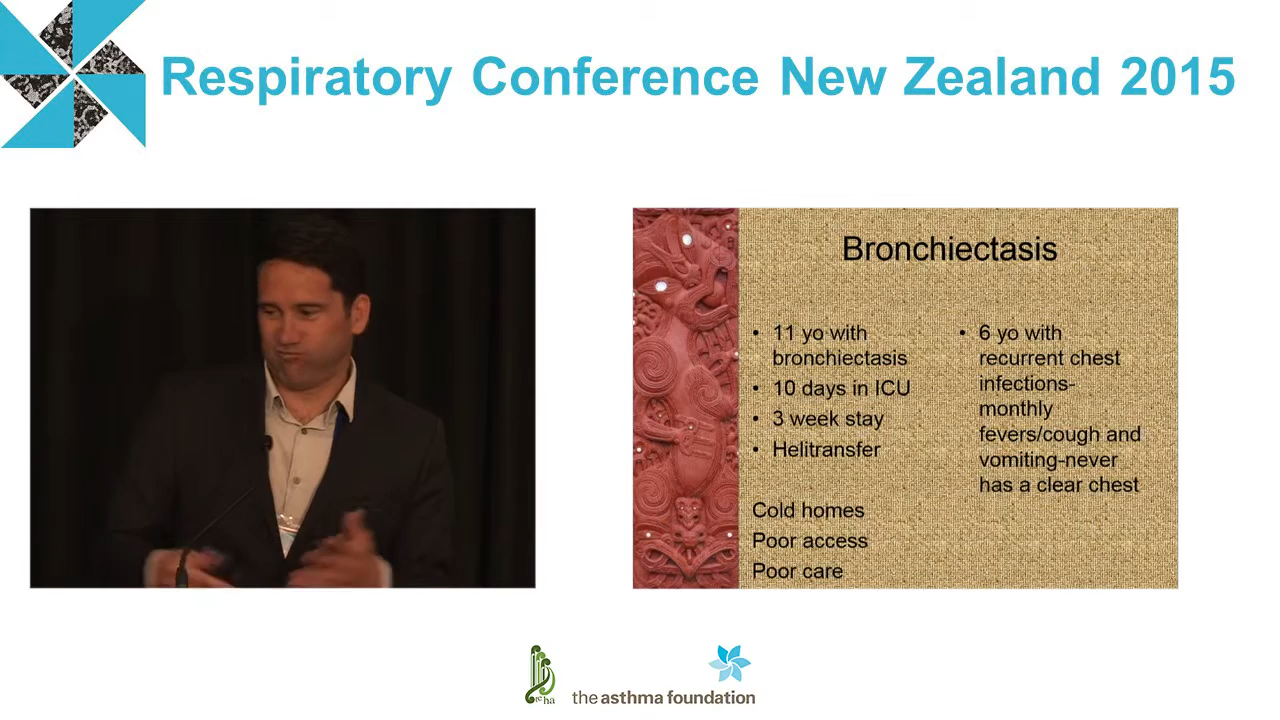 Respiratory Conference New Zealand 2015
Bronchiectasis
• 11 yo with
bronchiectasis
• 10 days in ICU
• 3 week stay
• Helitransfer
Cold homes
Poor access
Poor care
• 6 yo with
recurrent chest
infections-
monthly
fevers/cough and
vomiting-never
has a clear chest
the asthma foundation